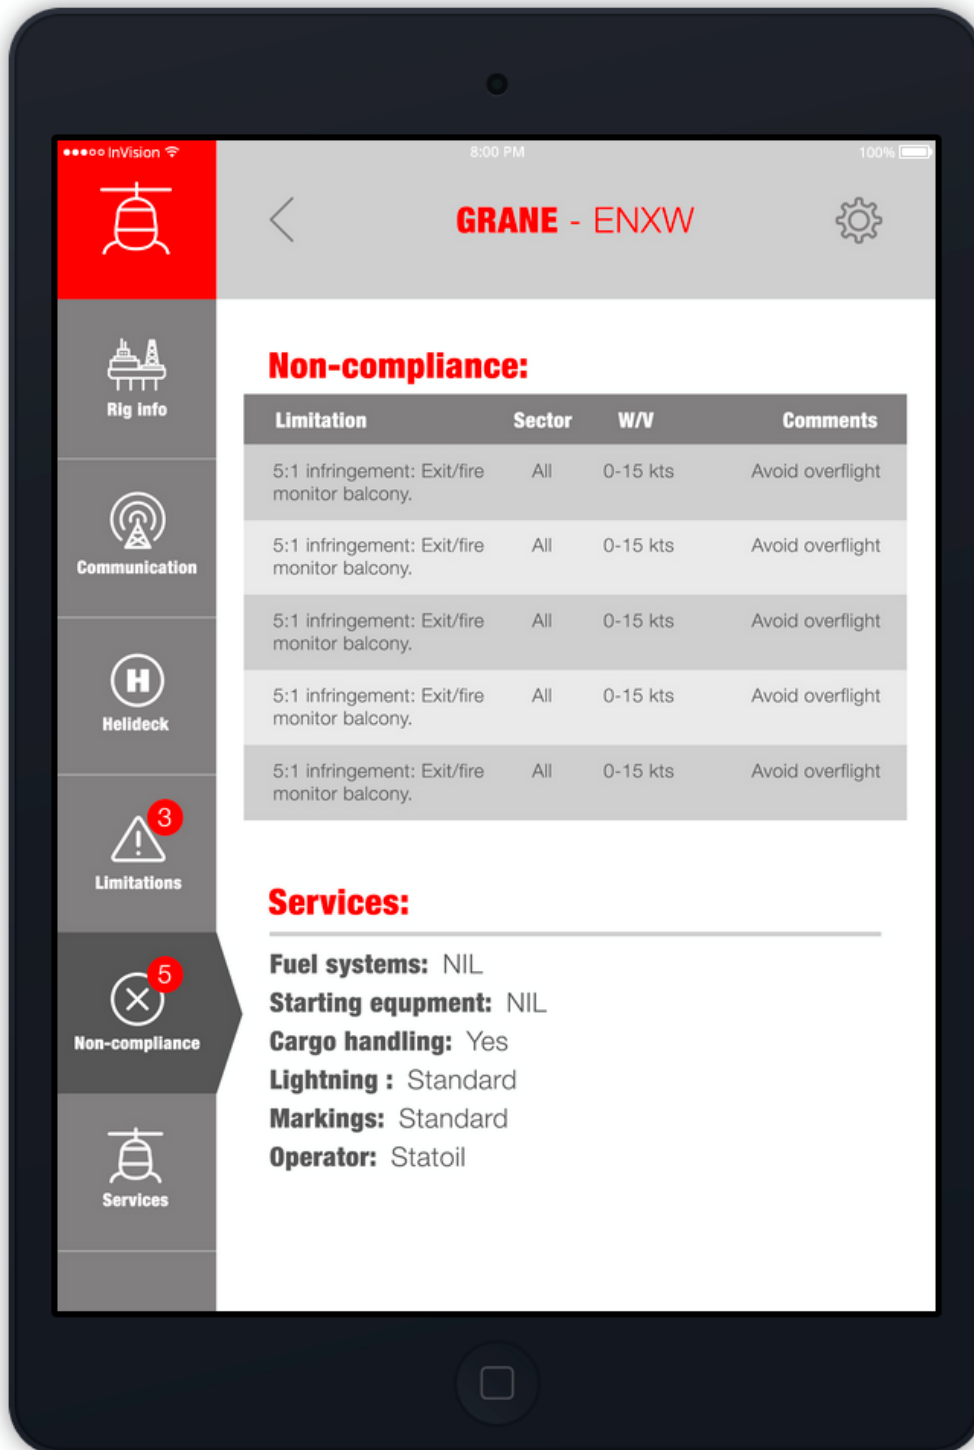 InVision
8:00 PM
100%
GRANE - ENXW
Rig info
Communication
H
Helideck
3
Limitations
5
Non-compliance
Services
Non-compliance:
Limitation Sector W/V Comments
5:1 infringement: Exit/fire All 0-15 kts Avoid overflight
monitor balcony.
5:1 infringement: Exit/fire All 0-15 kts Avoid overflight
monitor balcony.
5:1 infringement: Exit/fire All 0-15 kts Avoid overflight
monitor balcony.
5:1 infringement: Exit/fire All 0-15 kts Avoid overflight
monitor balcony.
5:1 infringement: Exit/fire All 0-15 kts Avoid overflight
monitor balcony.
Services:
Fuel systems: NIL
Starting equpment: NIL
Cargo handling: Yes
Lightning : Standard
Markings: Standard
Operator: Statoil